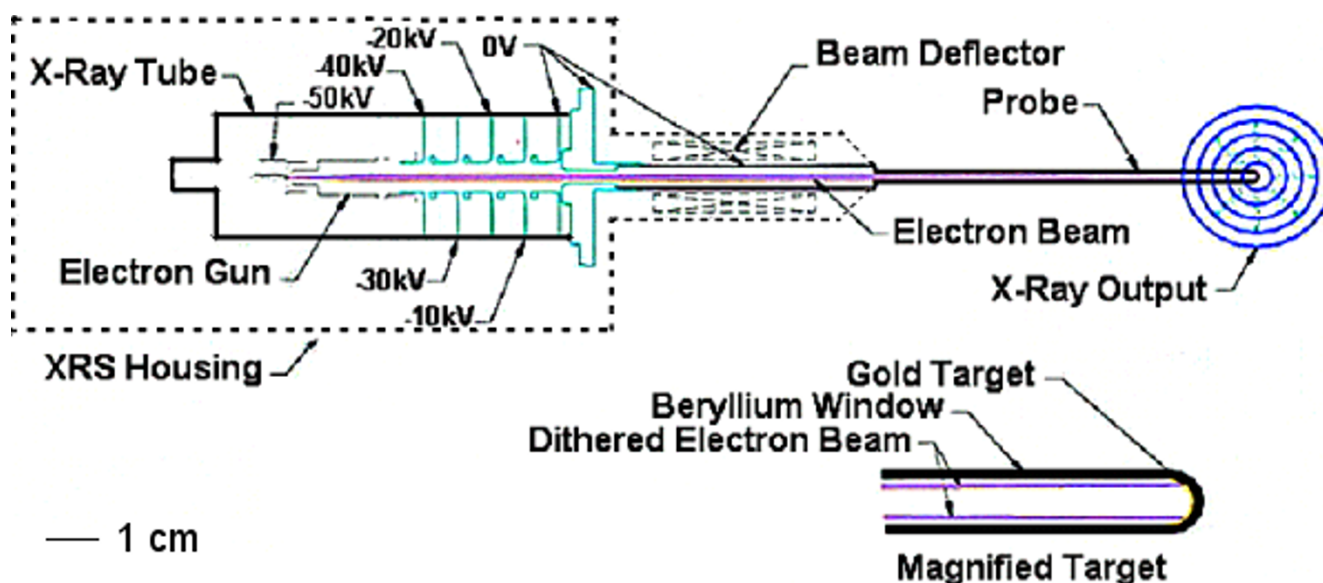 X-Ray Tube
-50kV
-40kV
-20kV
0V
Beam Deflector
Probe
Electron Gun
-30kV
-10kV
Electron Beam
X-Ray Output
XRS Housing
Gold Target
Beryllium Window
Dithered Electron Beam
1 cm
Magnified Target